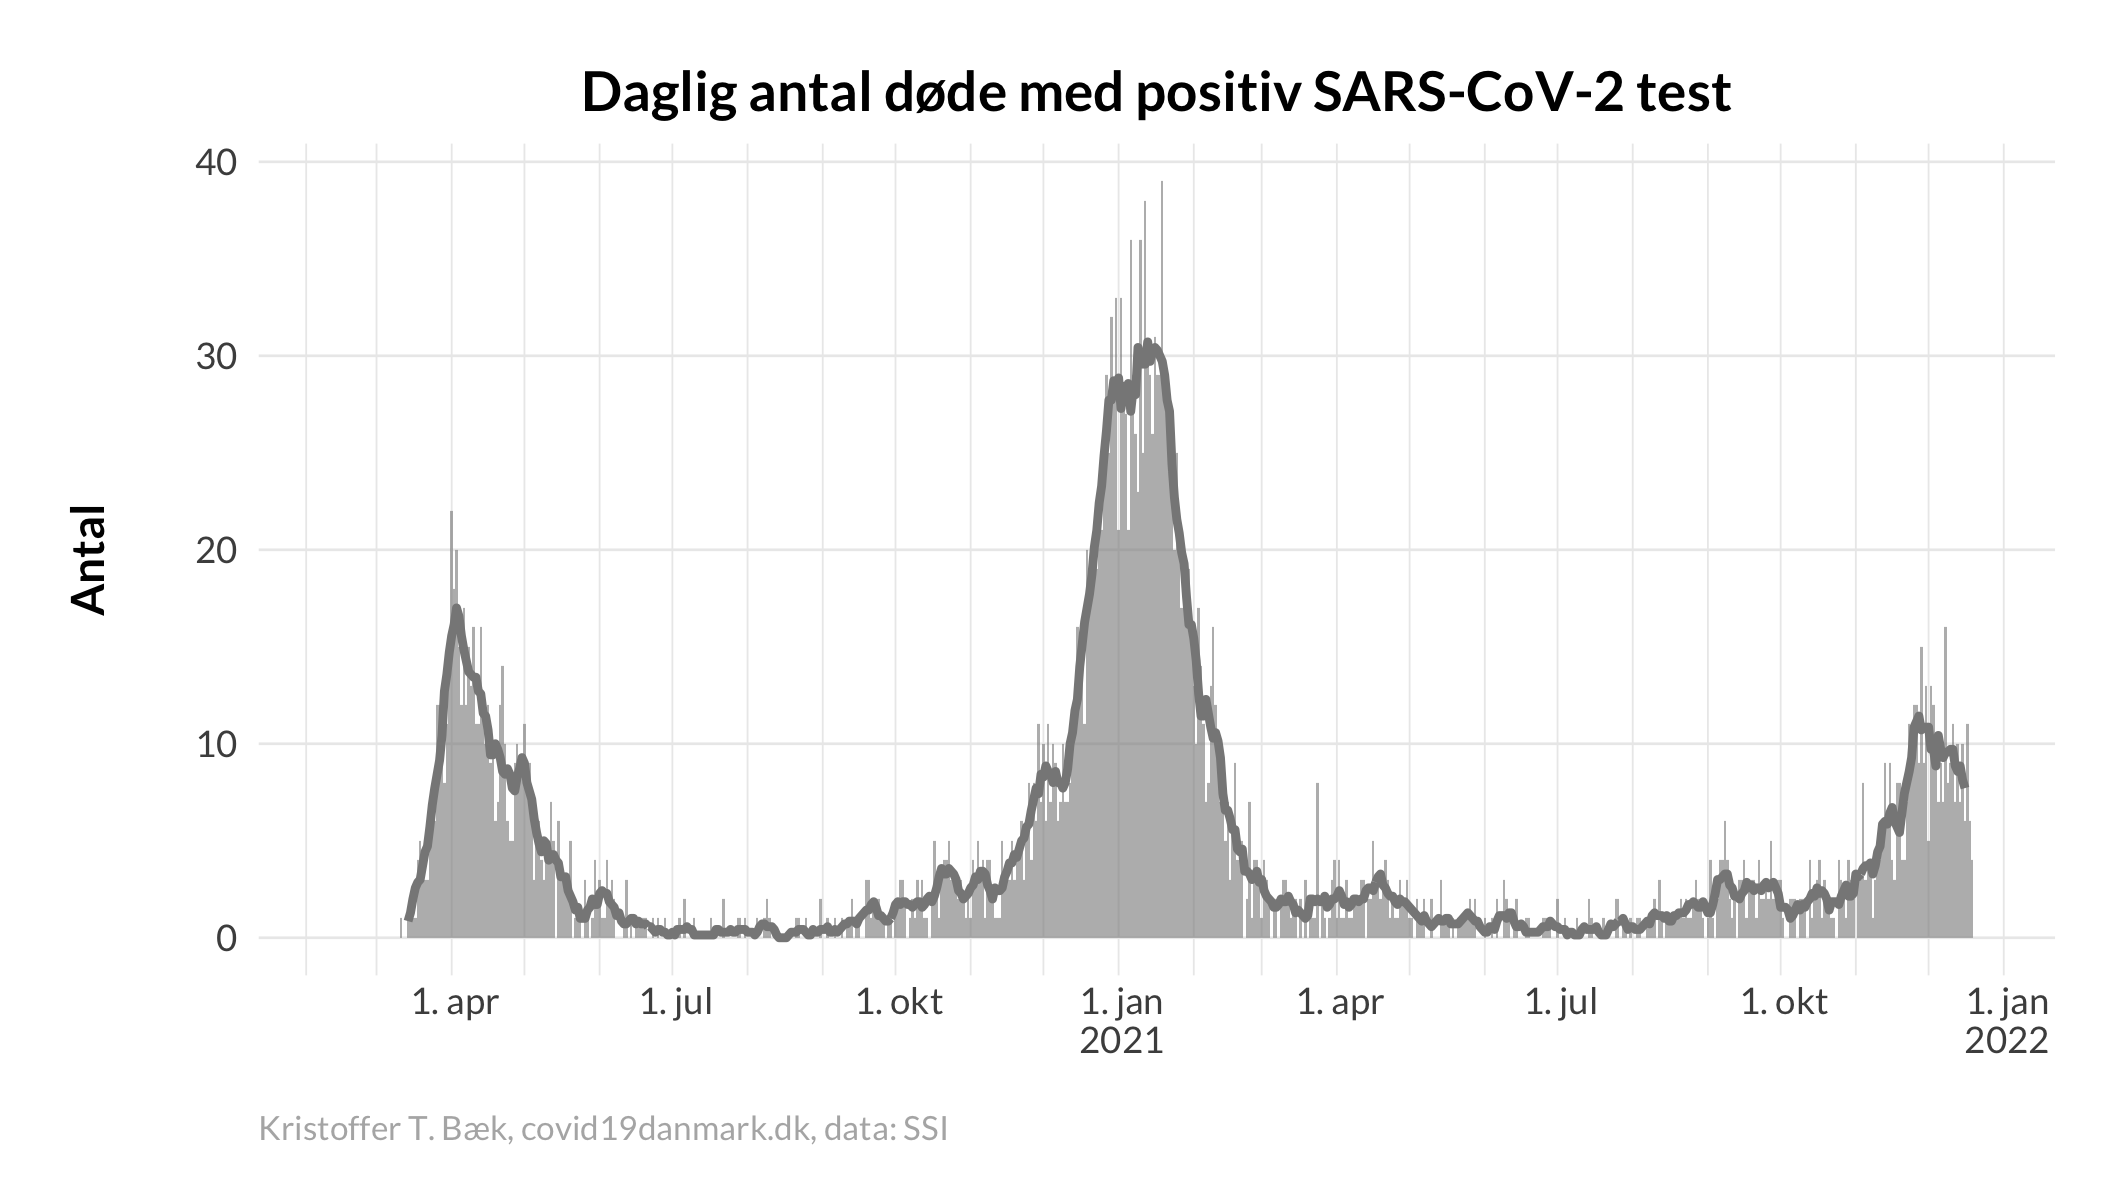 Daglig antal døde med positiv SARS-CoV-2 test
Antal
40
30
20
10
0
1. apr
1. jul
1. okt
1. jan
2021
1. apr
1. jul
1. okt
1. jan
2022
Kristoffer T. Bæk, covid19danmark.dk, data: SSI